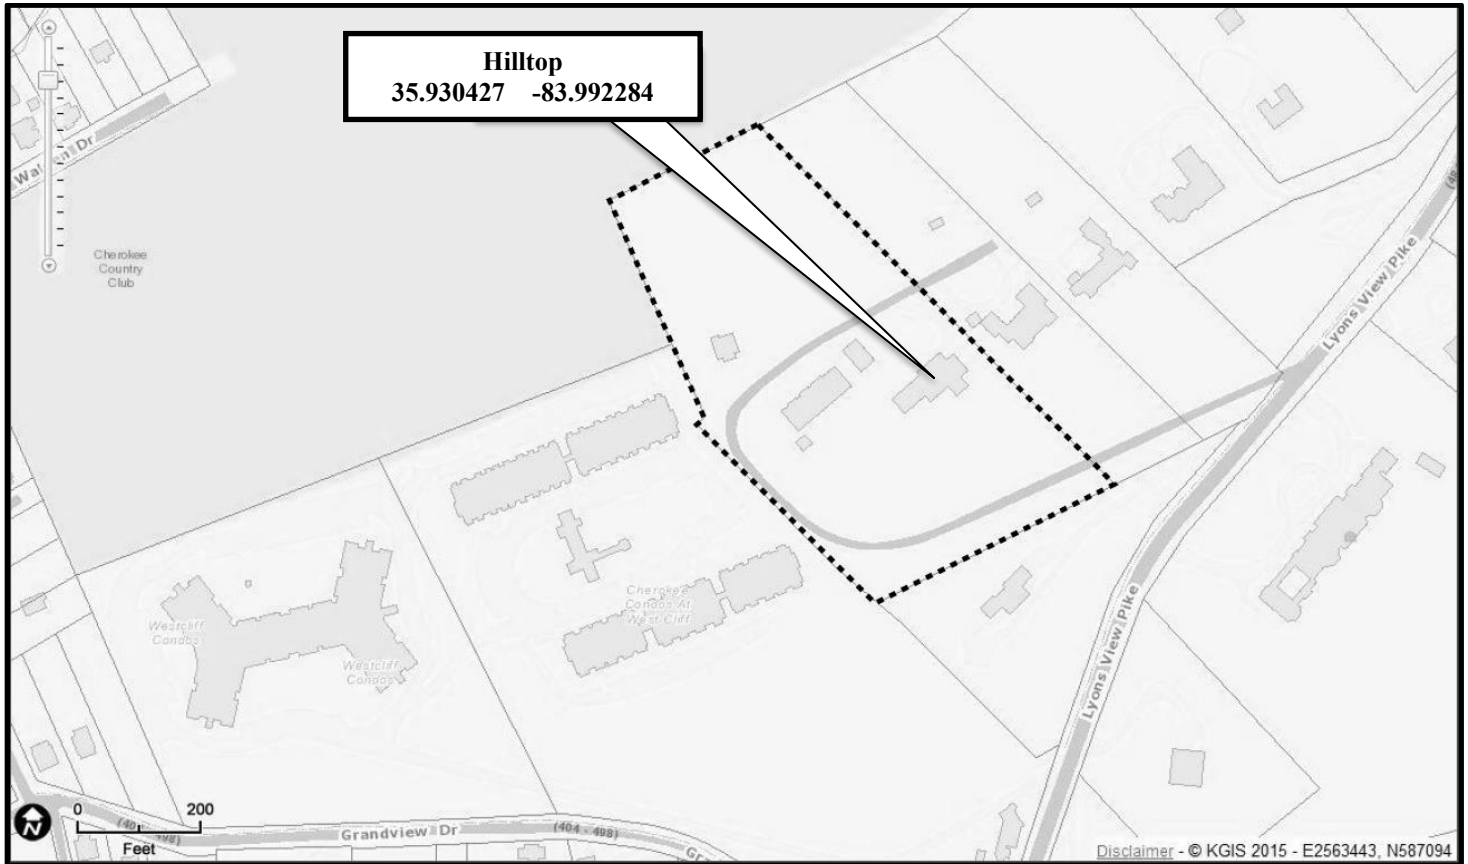 Hilltop
35.930427 -83.992284
Cherokee
Country
Club
Lyons View Pike
Cherokee
Condos At
West Cliff
Westcliff
Condos
Westcliff
Condos
Lyons View Pike
0 200
Feet
N
Grandview Dr
(404 - 498)
Disclaimer - © KGIS 2015 - E2563443, N587094